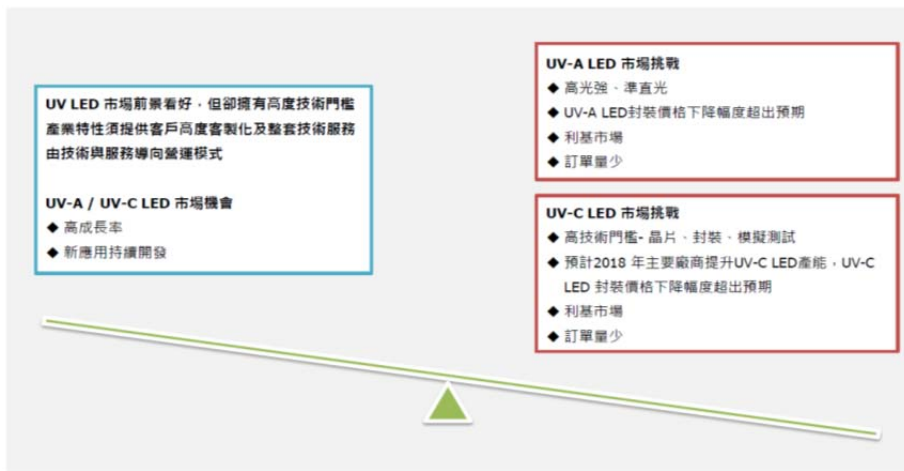 UV LED 市場前景看好，但卻擁有高度技術門檻
產業特性須提供客戶高度客製化及整套技術服務
由技術與服務導向營運模式
UV-A / UV-C LED 市場機會
◆ 高成長率
◆ 新應用持續開發
UV-A LED 市場挑戰
◆ 高光強、準直光
◆ UV-A LED封裝價格下降幅度超出預期
◆ 利基市場
◆ 訂單量少
UV-C LED 市場挑戰
◆ 高技術門檻- 晶片、封裝、模擬測試
◆ 預計2018 年主要廠商提升UV-C LED產能，UV-C
LED 封裝價格下降幅度超出預期
◆ 利基市場
◆ 訂單量少